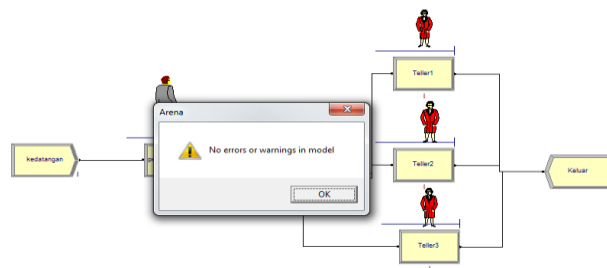 Teller1
Arena
No errors or warnings in model
OK
kedatangan
Teller2
Keluar
Teller3